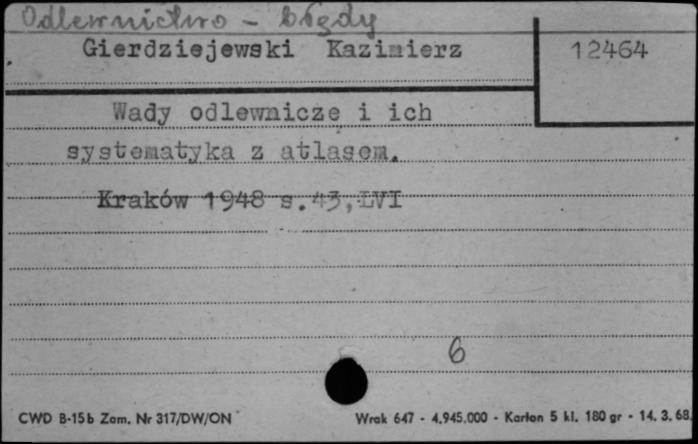 Odlewnictwo - błędy
Gierdziejewski Kazimierz
12464
Wady odlewnicze i ich
systematyka z atlasem.
Kraków 1948 s.43,LVI
6
CWD B-15b Zam. Nr 317/DW/ON
Wrak 647 - 4.945.000 - Karton 5 kl. 180 gr - 14. 3. 68.